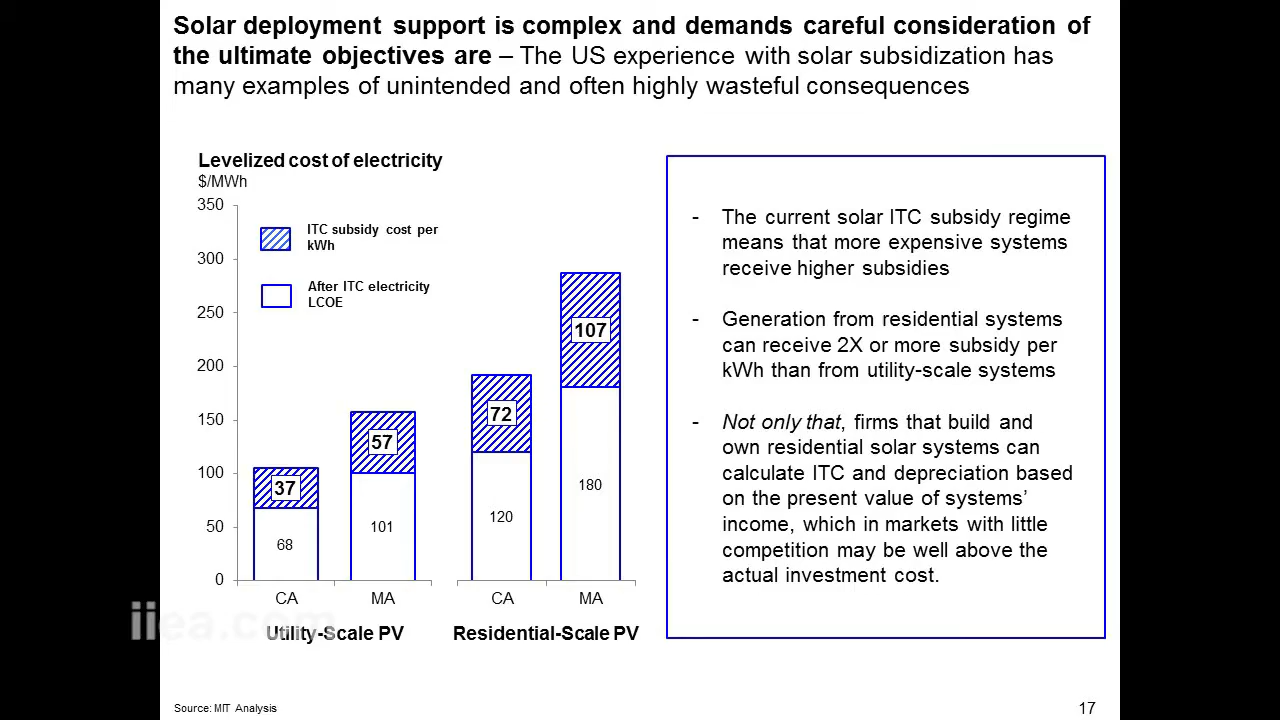 Solar deployment support is complex and demands careful consideration of
the ultimate objectives are – The US experience with solar subsidization has
many examples of unintended and often highly wasteful consequences
Levelized cost of electricity
$/MWh
350
300
250
200
150
100
50
0
ITC subsidy cost per
kWh
After ITC electricity
LCOE
37
68
57
101
72
120
107
180
CA
MA
CA
MA
Utility-Scale PV
Residential-Scale PV
- The current solar ITC subsidy regime
means that more expensive systems
receive higher subsidies
- Generation from residential systems
can receive 2X or more subsidy per
kWh than from utility-scale systems
- Not only that, firms that build and
own residential solar systems can
calculate ITC and depreciation based
on the present value of systems’
income, which in markets with little
competition may be well above the
actual investment cost.
iiea.com
Source: MIT Analysis
17